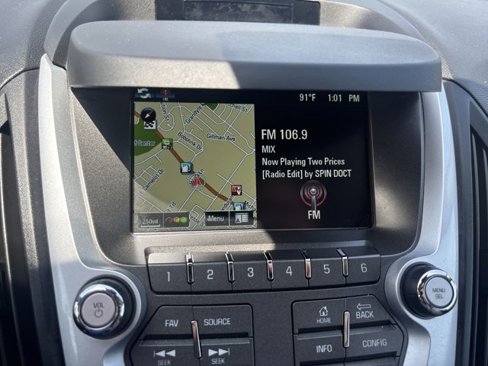 91°F 1:01 PM
Gilman Ave.
Center
FM 106.9
MIX
Now Playing Two Prices
[Radio Edit] by SPIN DOCT
FM
250yd
Menu
1 2 3 4 5 6
VOL
MENU
SEL
FAV SOURCE
HOME BACK
INFO CONFIG
SEEK SEEK